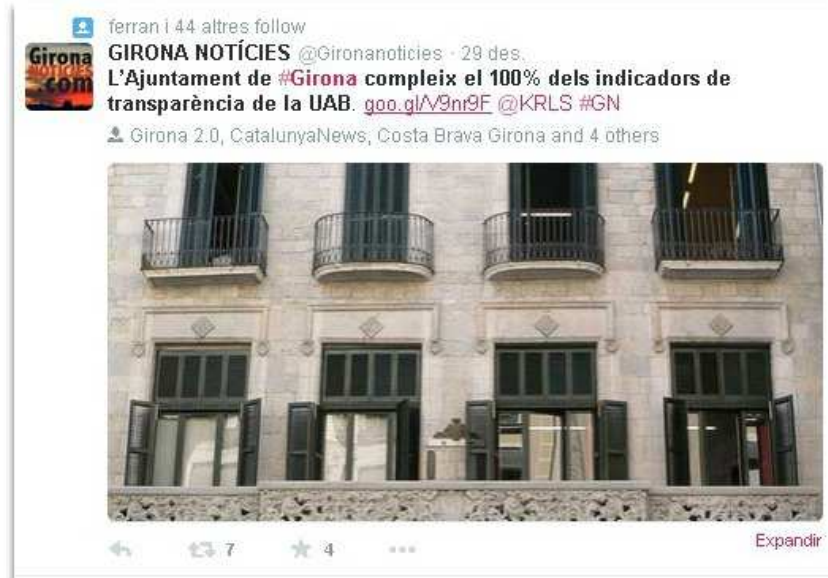 ferran i 44 altres follow
Girona
NOTÍCIES
.com
GIRONA NOTÍCIES @Gironanoticies · 29 des.
L'Ajuntament de #Girona compleix el 100% dels indicadors de
transparència de la UAB. goo.gl/V9nr9F @KRLS #GN
Girona 2.0, CatalunyaNews, Costa Brava Girona and 4 others
7
4
Expandir